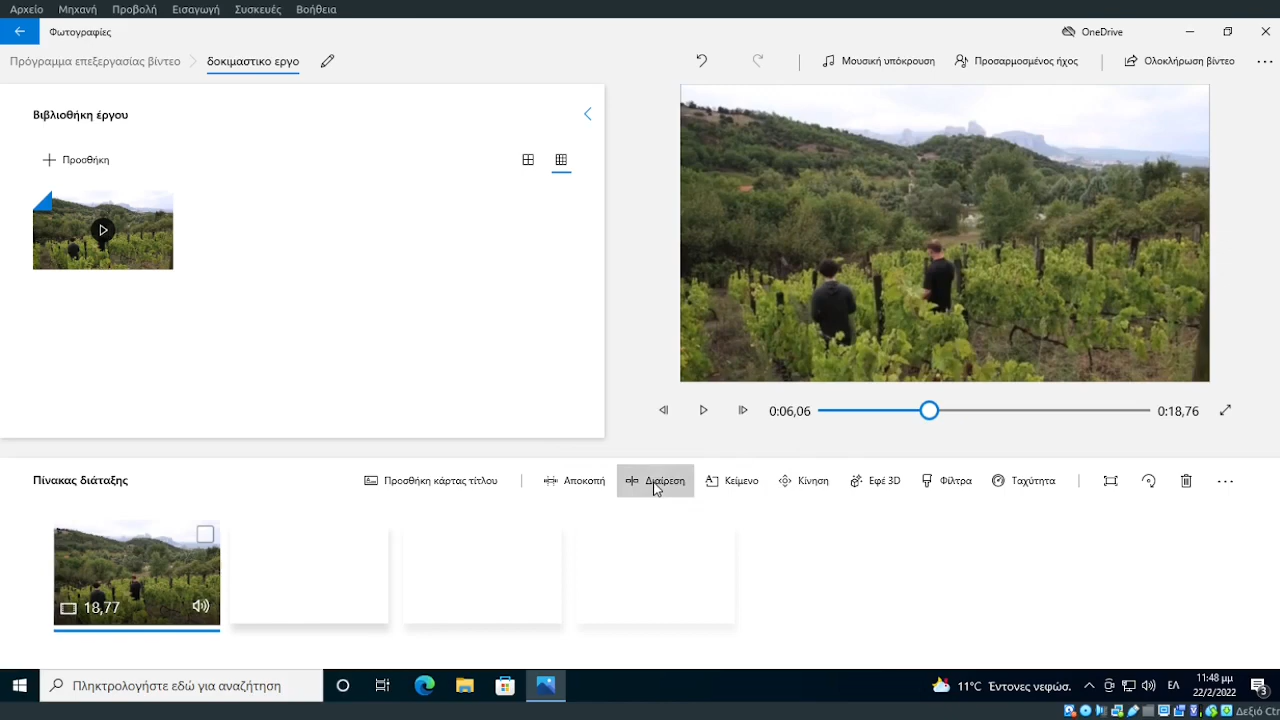 Αρχείο Μηχανή Προβολή Εισαγωγή Συσκευές Βοήθεια
Φωτογραφίες
OneDrive
Πρόγραμμα επεξεργασίας βίντεο
δοκιμαστικο εργο
Μουσική υπόκρουση
Προσαρμοσμένος ήχος
Ολοκλήρωση βίντεο
Βιβλιοθήκη έργου
Προσθήκη
0:06,06
0:18,76
Πίνακας διάταξης
Προσθήκη κάρτας τίτλου
Αποκοπή
Διαίρεση
Κείμενο
Κίνηση
Εφέ 3D
Φίλτρα
Ταχύτητα
18,77
Πληκτρολογήστε εδώ για αναζήτηση
11°C Έντονες νεφώσ.
ΕΛ
11:48 μμ
22/2/2022
3
Δεξιό Ctr